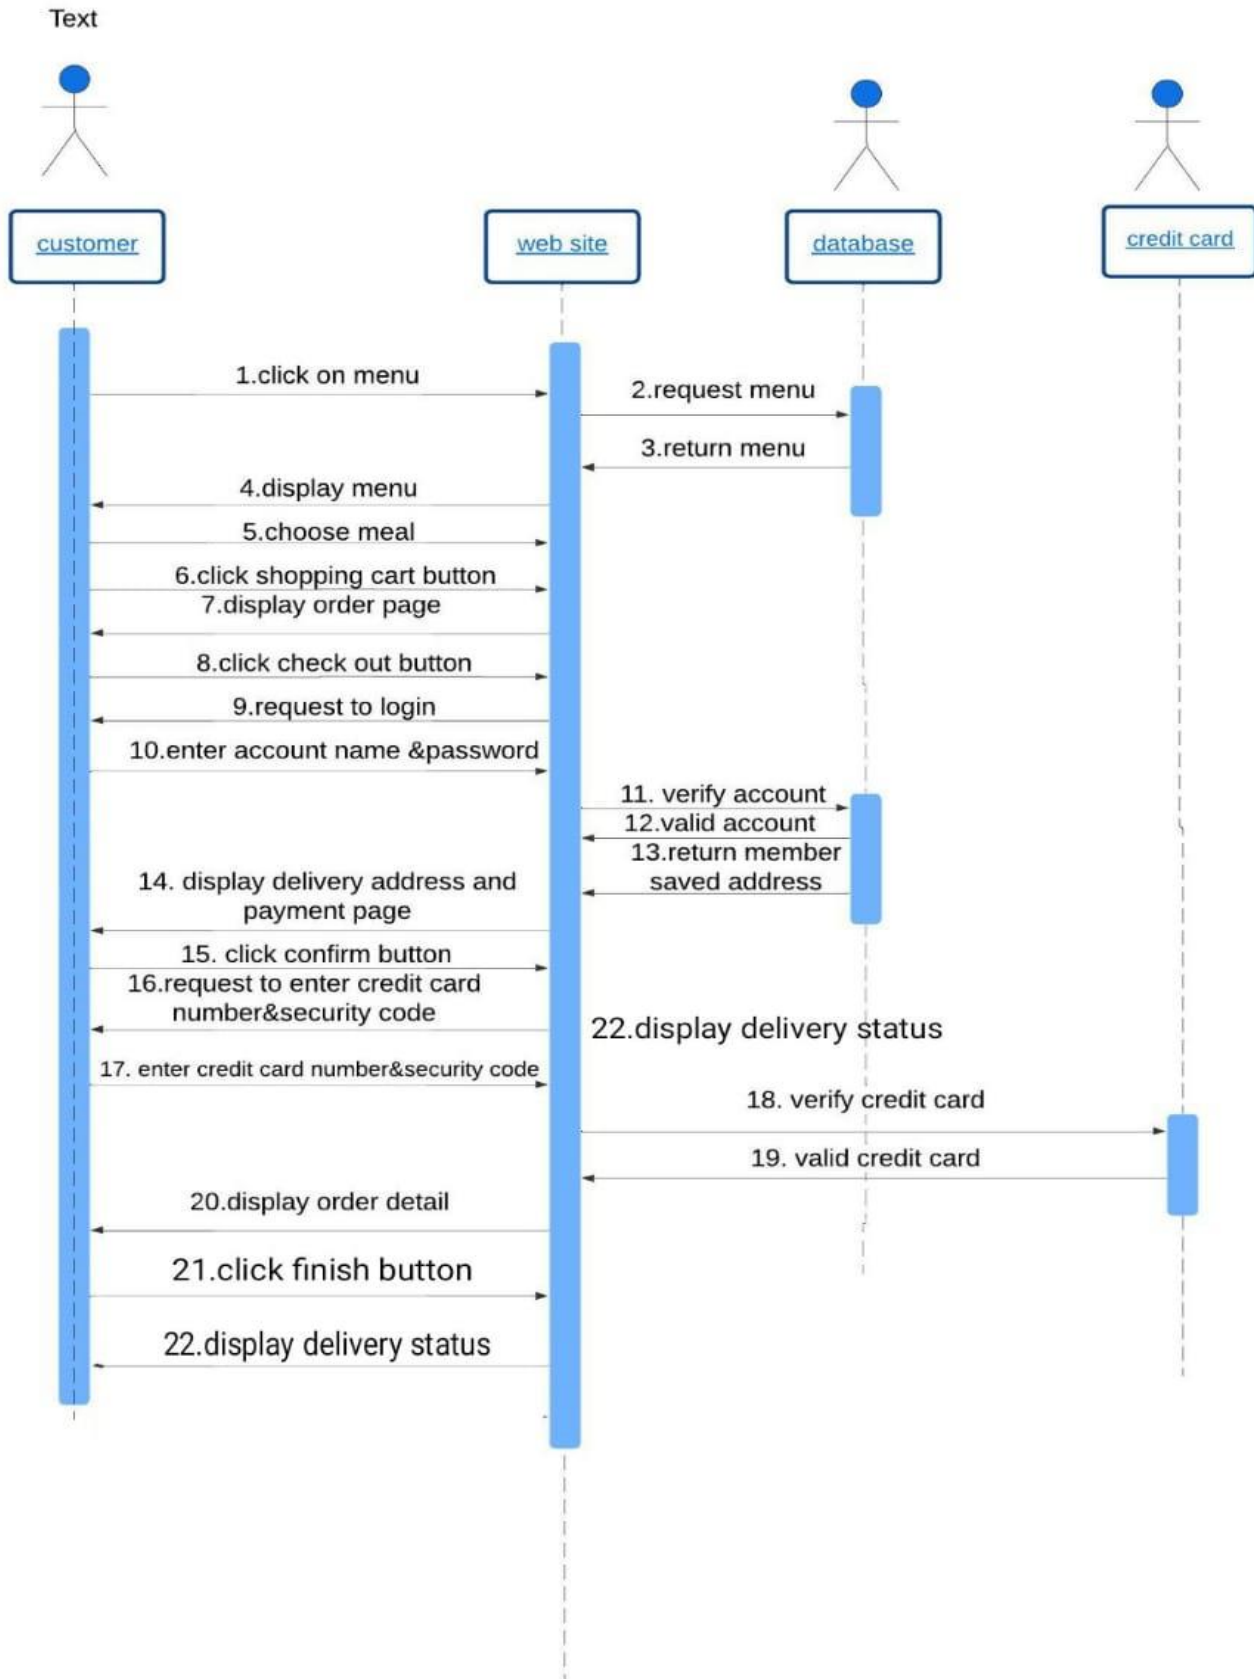 Text
customer
web site
database
credit card
1.click on menu
2.request menu
3.return menu
4.display menu
5.choose meal
6.click shopping cart button
7.display order page
8.click check out button
9.request to login
10.enter account name &password
11. verify account
12.valid account
13.return member
saved address
14. display delivery address and
payment page
15. click confirm button
16.request to enter credit card
number&security code
22.display delivery status
17. enter credit card number&security code
18. verify credit card
19. valid credit card
20.display order detail
21.click finish button
22.display delivery status